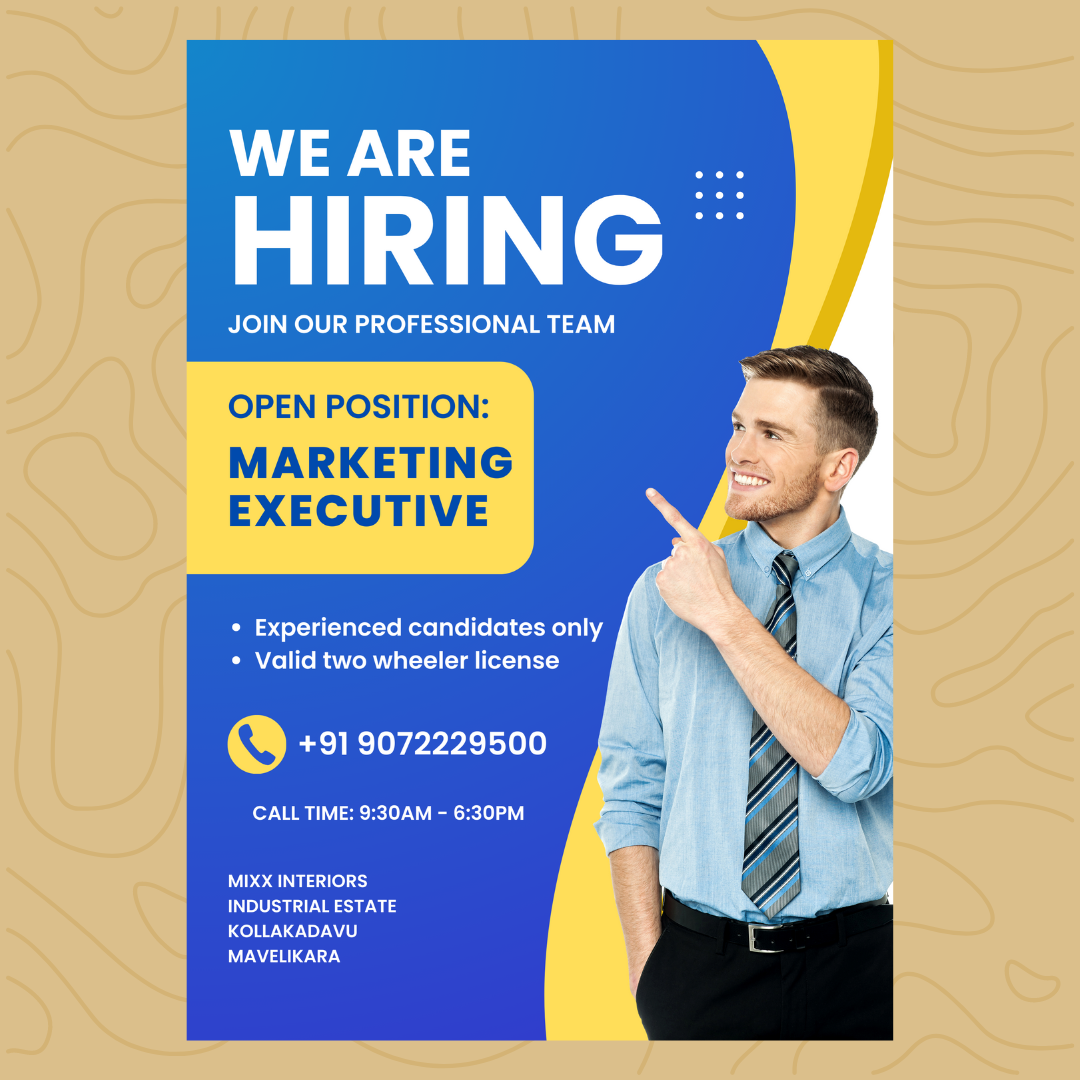 WE ARE
HIRING
JOIN OUR PROFESSIONAL TEAM
OPEN POSITION:
MARKETING
EXECUTIVE
• Experienced candidates only
• Valid two wheeler license
+91 9072229500
CALL TIME: 9:30AM - 6:30PM
MIXX INTERIORS
INDUSTRIAL ESTATE
KOLLAKADAVU
MAVELIKARA